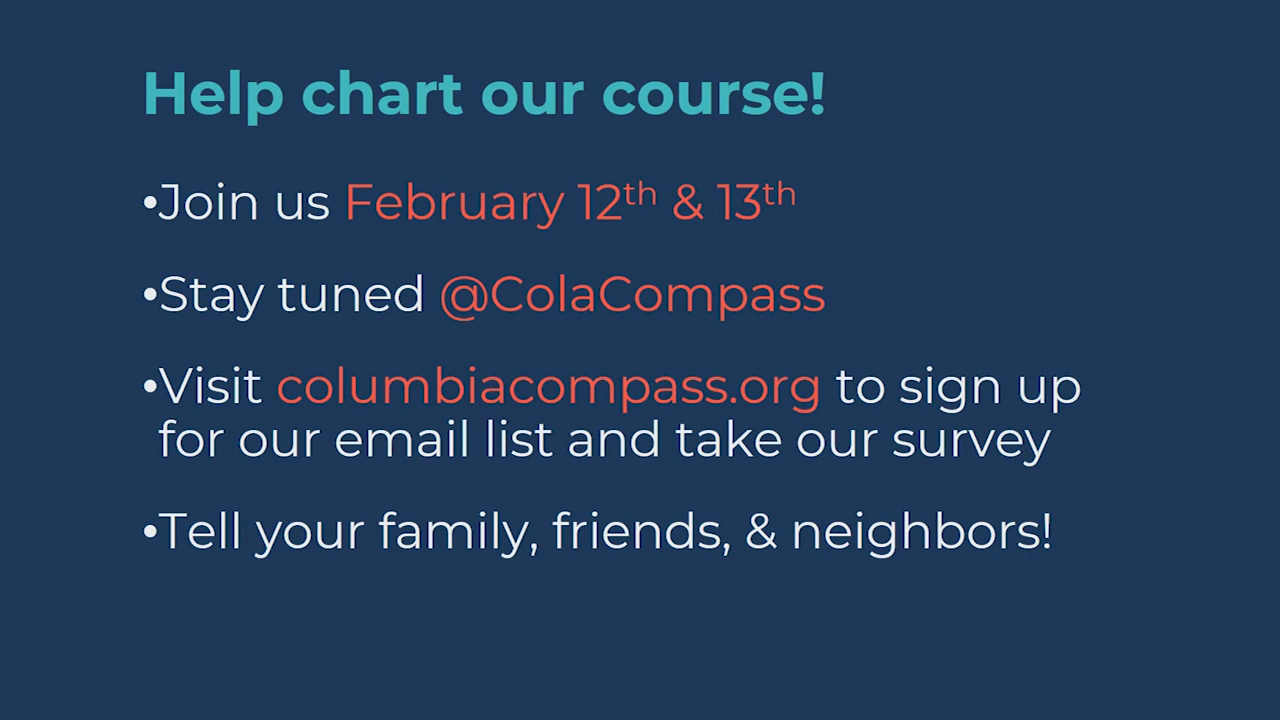 Help chart our course!
•Join us February 12th & 13th
•Stay tuned @ColaCompass
•Visit columbiacompass.org to sign up
for our email list and take our survey
•Tell your family, friends, & neighbors!